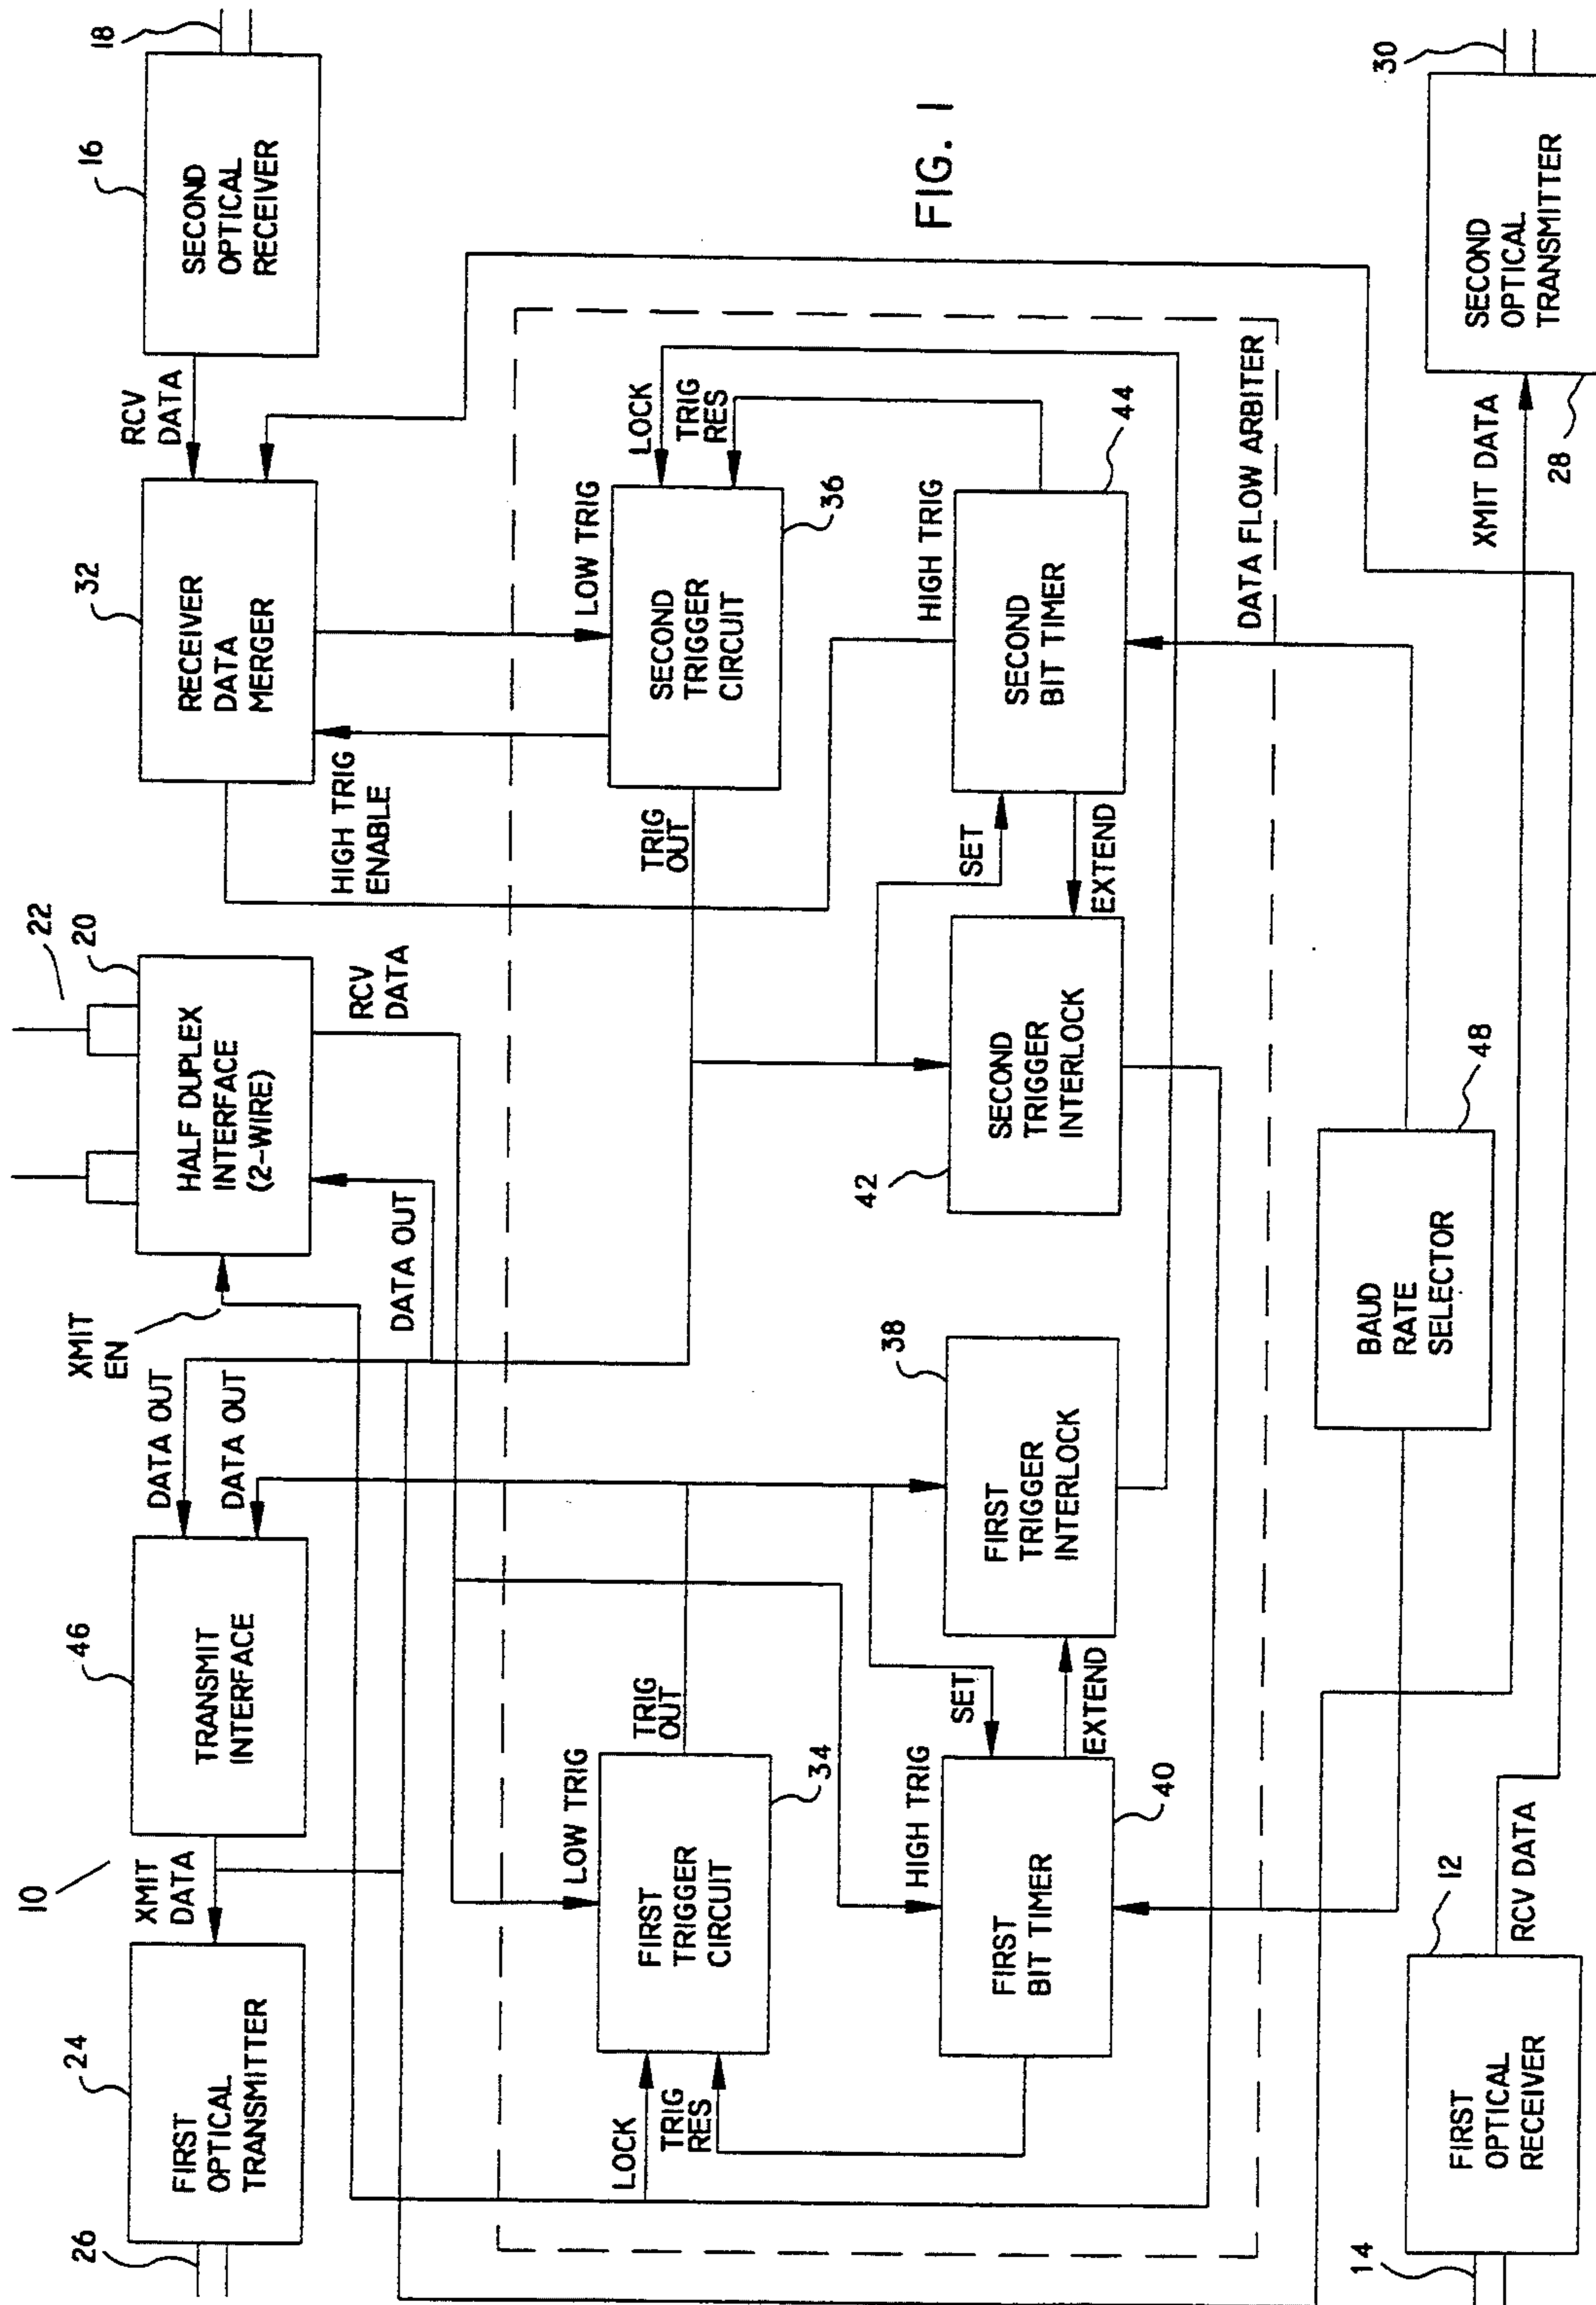 FIG. 1
10
26
24
FIRST
OPTICAL
TRANSMITTER
XMIT
DATA
46
TRANSMIT
INTERFACE
DATA OUT
DATA OUT
XMIT
EN
22
20
HALF DUPLEX
INTERFACE
(2-WIRE)
DATA OUT
RCV
DATA
32
RECEIVER
DATA
MERGER
HIGH TRIG
ENABLE
RCV
DATA
16
SECOND
OPTICAL
RECEIVER
18
LOCK
TRIG
RES
LOW TRIG
FIRST
TRIGGER
CIRCUIT
34
TRIG
OUT
TRIG
OUT
LOW TRIG
SECOND
TRIGGER
CIRCUIT
36
LOCK
TRIG
RES
HIGH TRIG
FIRST
BIT TIMER
40
SET
EXTEND
38
FIRST
TRIGGER
INTERLOCK
42
SECOND
TRIGGER
INTERLOCK
SET
EXTEND
HIGH TRIG
SECOND
BIT TIMER
44
DATA FLOW ARBITER
BAUD
RATE
SELECTOR
48
14
FIRST
OPTICAL
RECEIVER
12
RCV DATA
XMIT DATA
28
SECOND
OPTICAL
TRANSMITTER
30